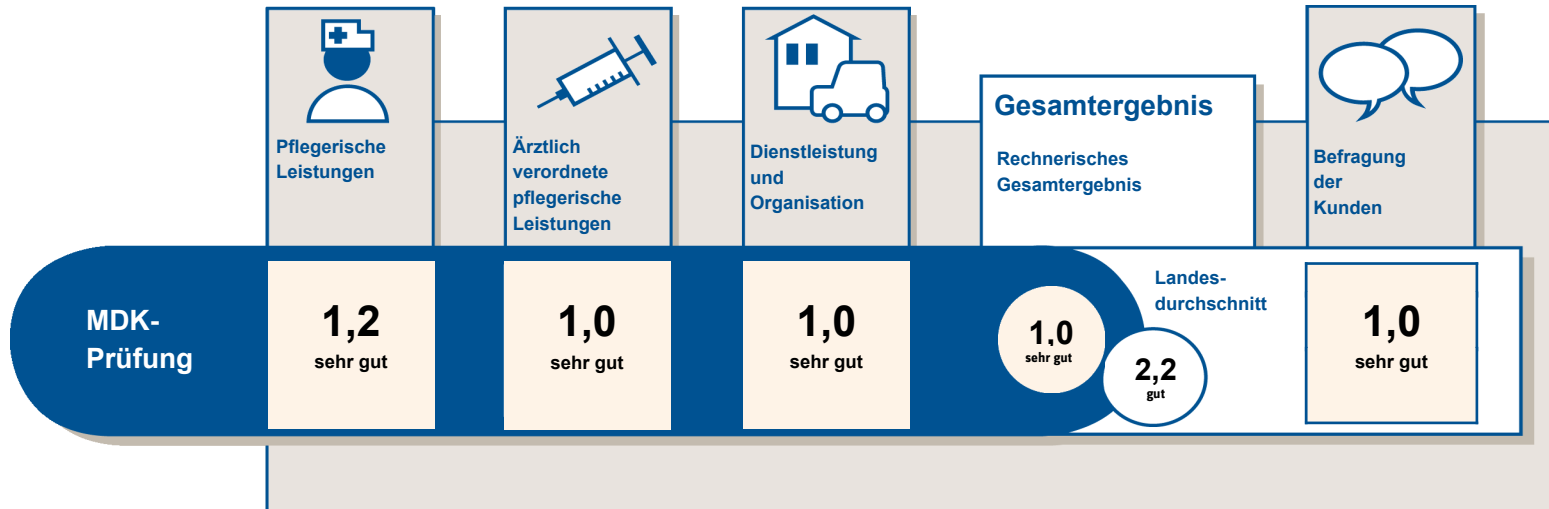 Pflegerische
Leistungen
Ärztlich
verordnete
pflegerische
Leistungen
Dienstleistung
und
Organisation
Gesamtergebnis
Rechnerisches
Gesamtergebnis
Befragung
der
Kunden
MDK-
Prüfung
1,2
sehr gut
1,0
sehr gut
1,0
sehr gut
1,0
sehr gut
Landes-
durchschnitt
2,2
gut
1,0
sehr gut